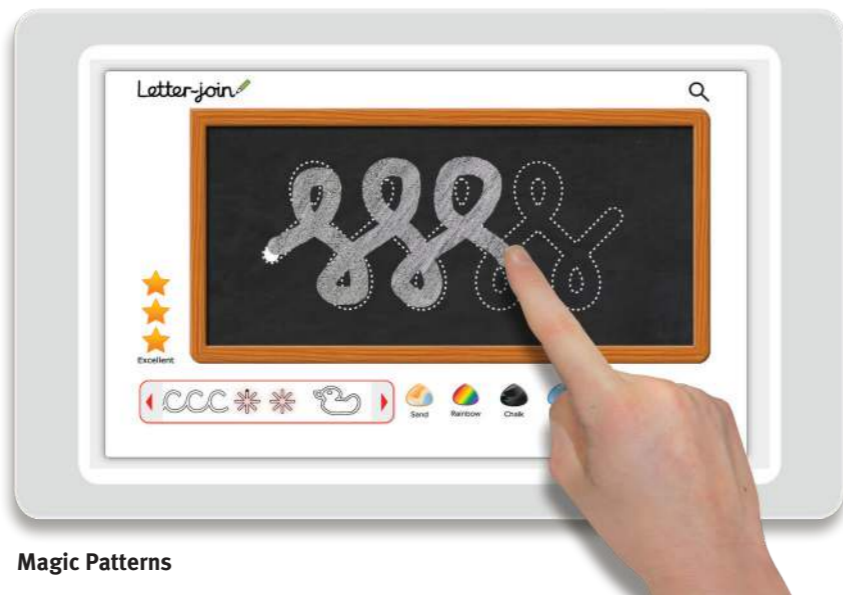 Letter-join
Excellent
Sand
Rainbow
Chalk
Magic Patterns